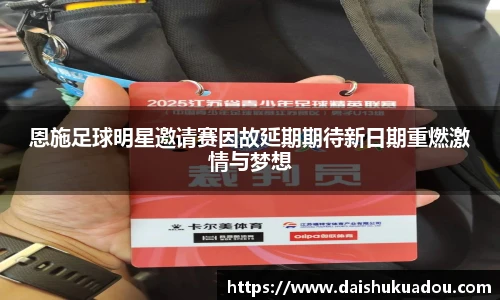 2025江苏省青少年足球精英联赛
恩施足球明星邀请赛因故延期期待新日期重燃激
情与梦想
裁判员
卡尔美体育
https://www.daishukuadou.com